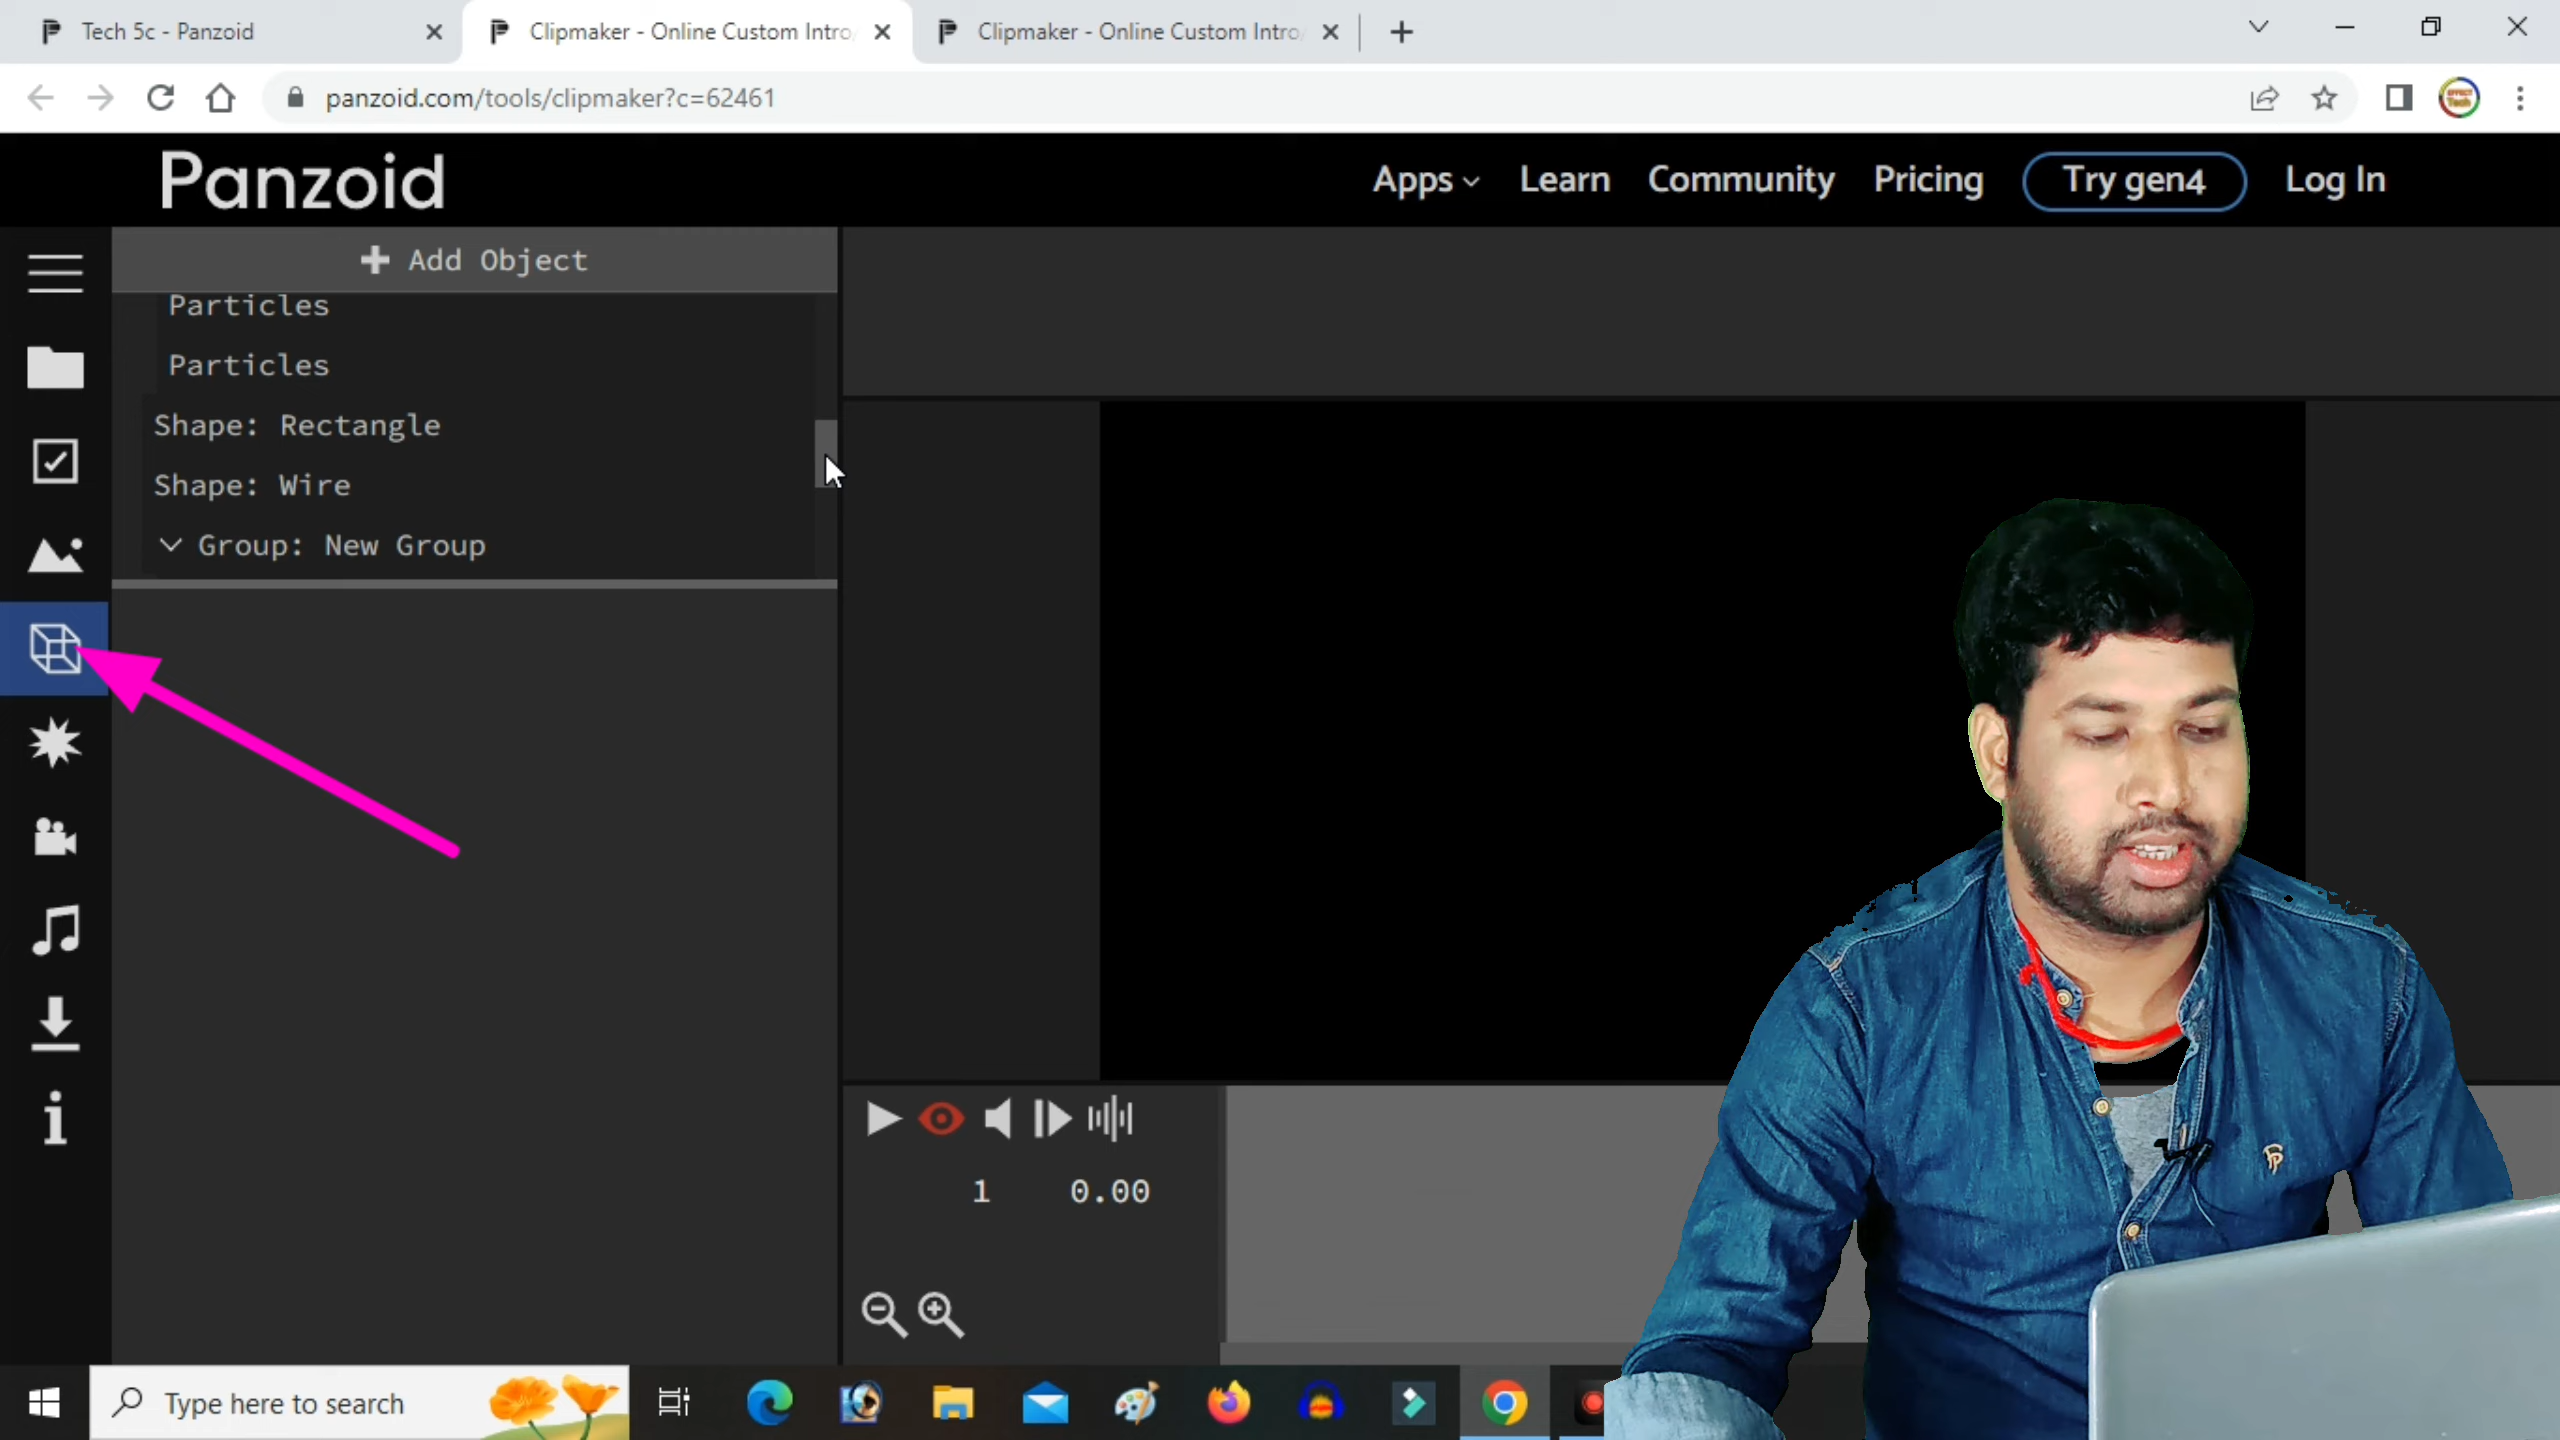 Tech 5c - Panzoid
Clipmaker - Online Custom Intro
Clipmaker - Online Custom Intro
panzoid.com/tools/clipmaker?c=62461
Panzoid
Apps
Learn
Community
Pricing
Try gen4
Log In
Add Object
Particles
Particles
Shape: Rectangle
Shape: Wire
Group: New Group
1 0.00
Type here to search